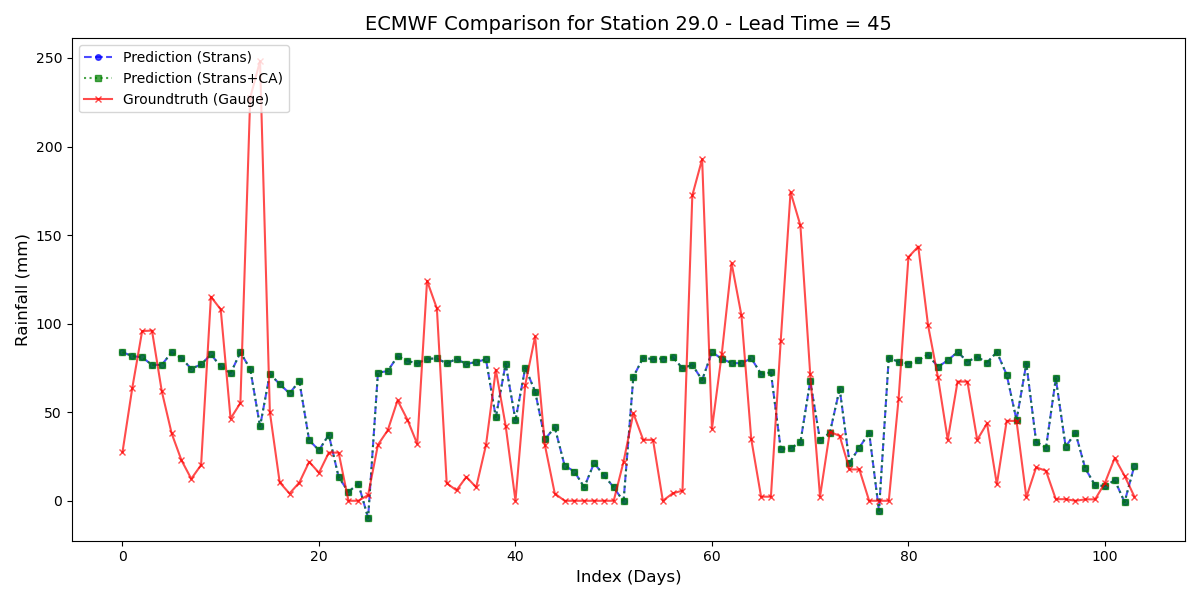 ECMWF Comparison for Station 29.0 - Lead Time = 45
Prediction (Strans)
Prediction (Strans+CA)
Groundtruth (Gauge)
Rainfall (mm)
250
200
150
100
50
0
0 20 40 60 80 100
Index (Days)